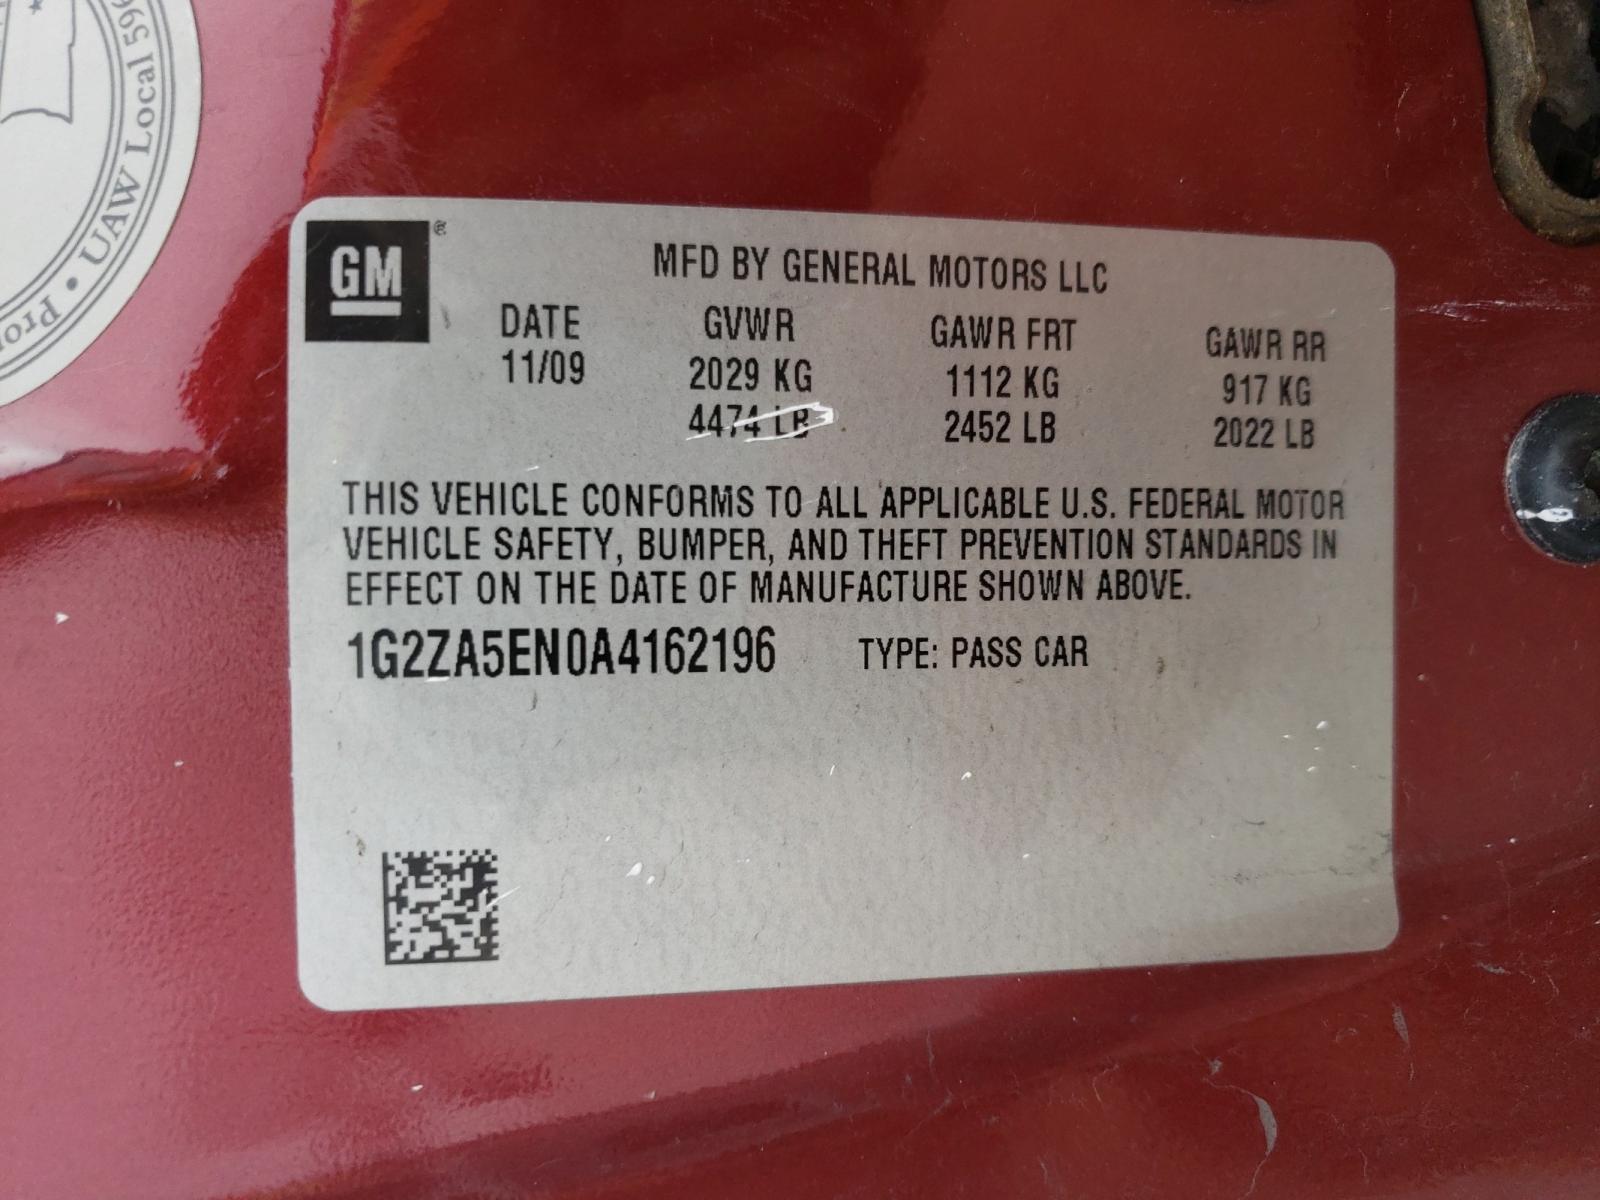 UAW Local 596 •
GM ®
MFD BY GENERAL MOTORS LLC
DATE GVWR GAWR FRT GAWR RR
11/09 2029 KG 1112 KG 917 KG
4474 LB 2452 LB 2022 LB
THIS VEHICLE CONFORMS TO ALL APPLICABLE U.S. FEDERAL MOTOR
VEHICLE SAFETY, BUMPER, AND THEFT PREVENTION STANDARDS IN
EFFECT ON THE DATE OF MANUFACTURE SHOWN ABOVE.
1G2ZA5EN0A4162196 TYPE: PASS CAR